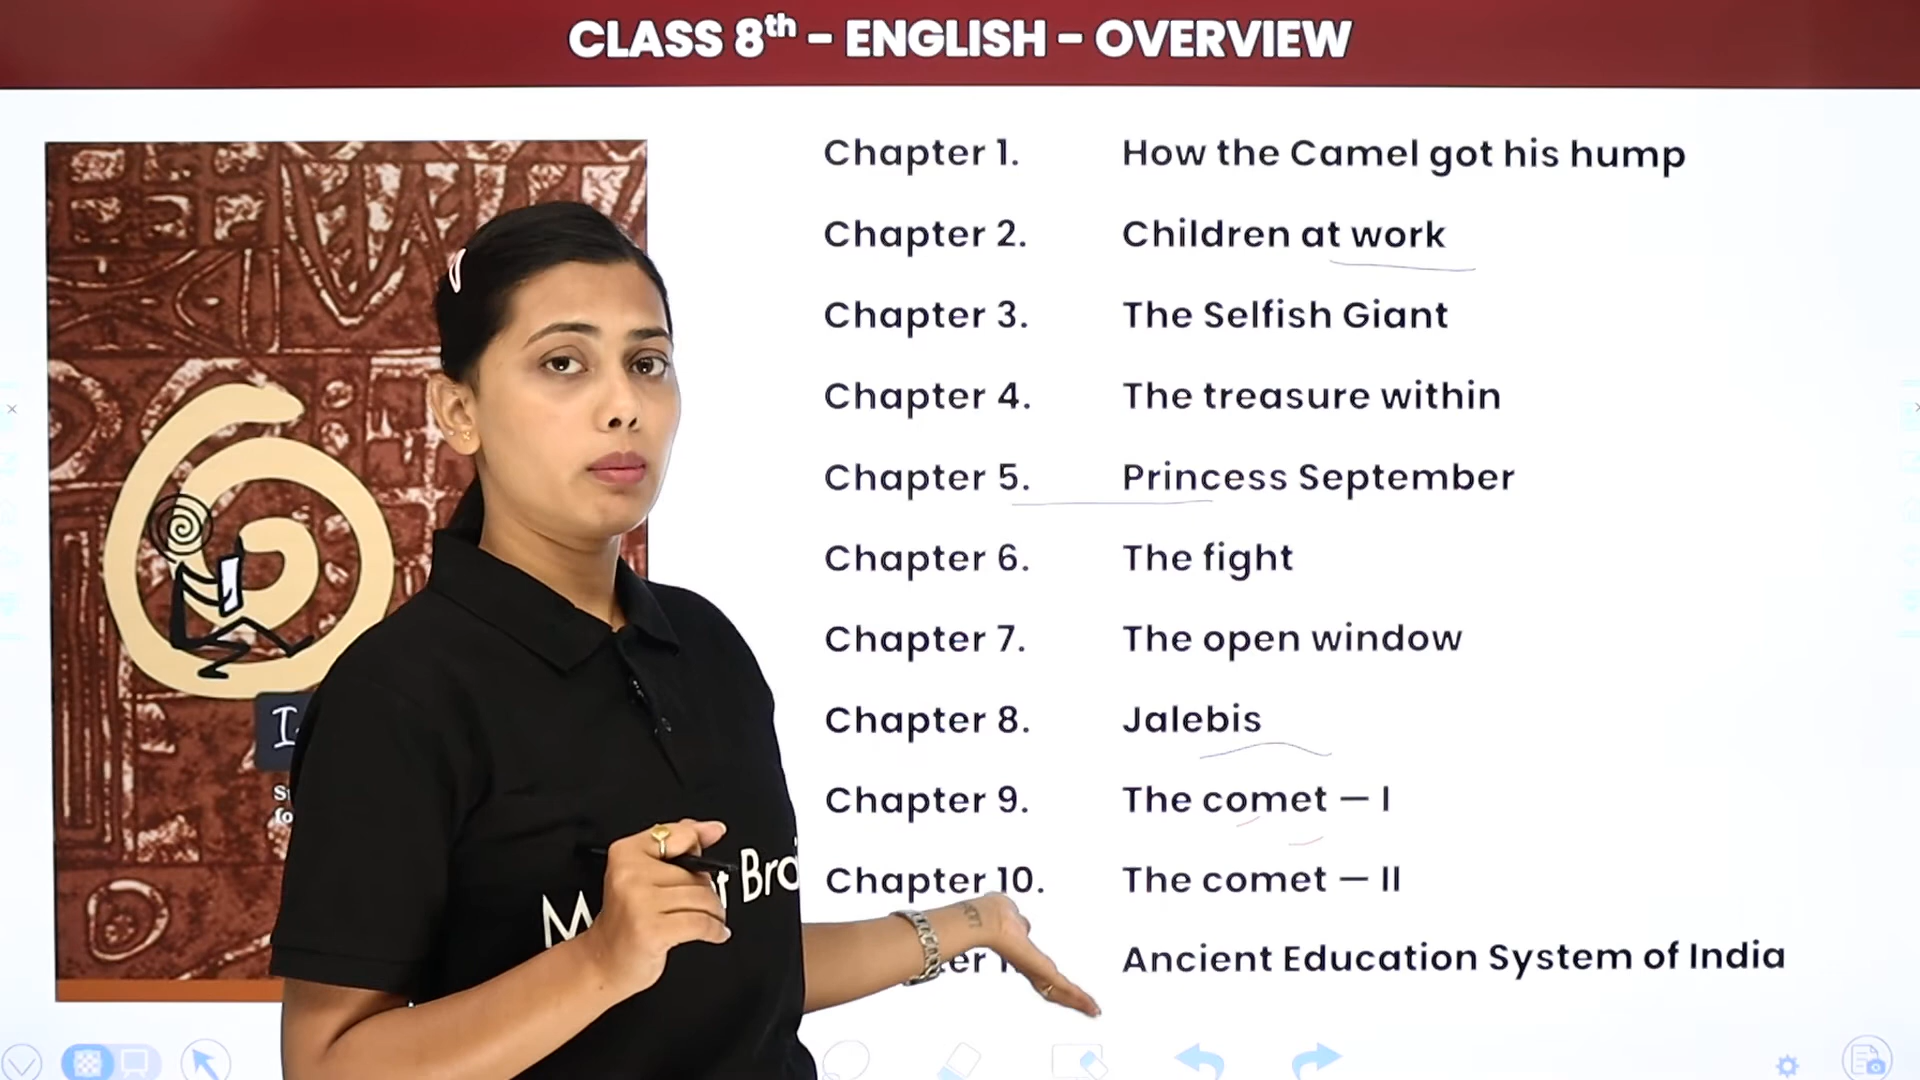 CLASS 8th - ENGLISH - OVERVIEW
Chapter 1. How the Camel got his hump
Chapter 2. Children at work
Chapter 3. The Selfish Giant
Chapter 4. The treasure within
Chapter 5. Princess September
Chapter 6. The fight
Chapter 7. The open window
Chapter 8. Jalebis
Chapter 9. The comet — I
Chapter 10. The comet — II
Ancient Education System of India